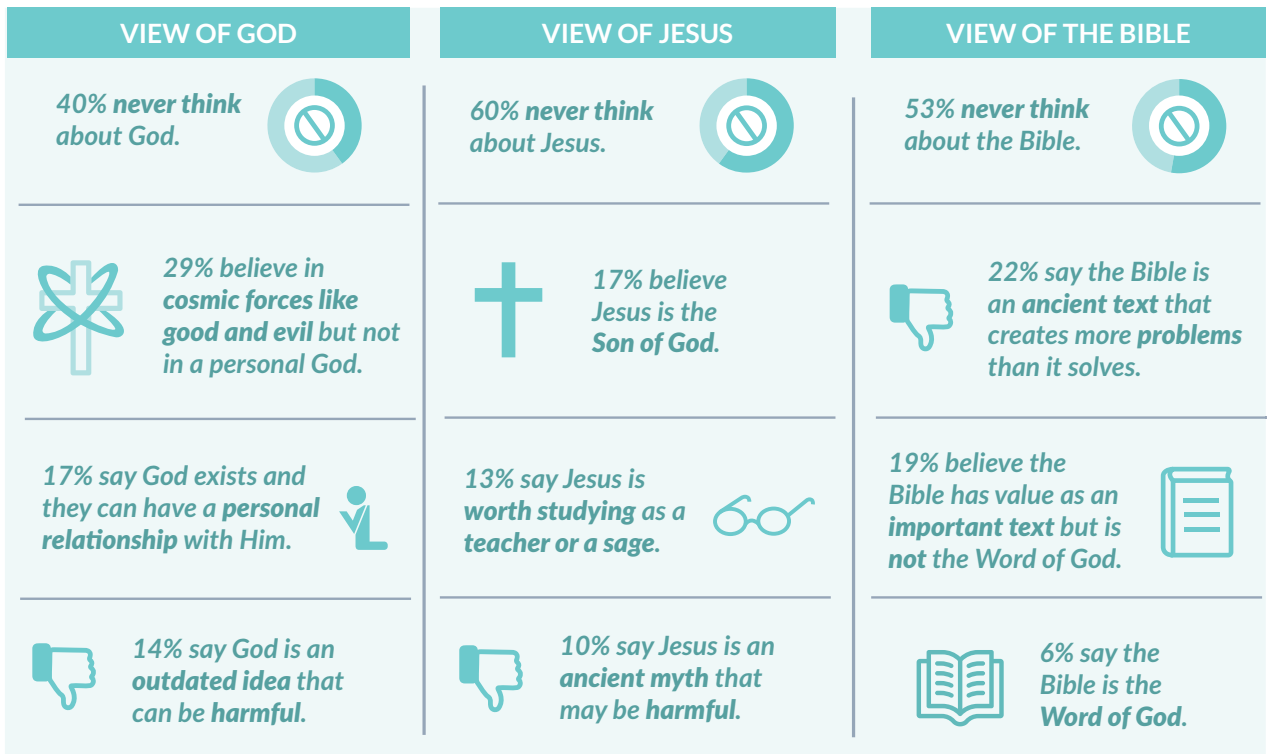 VIEW OF GOD
40% never think
about God.
29% believe in
cosmic forces like
good and evil but not
in a personal God.
17% say God exists and
they can have a personal
relationship with Him.
14% say God is an
outdated idea that
can be harmful.
VIEW OF JESUS
60% never think
about Jesus.
17% believe
Jesus is the
Son of God.
13% say Jesus is
worth studying as a
teacher or a sage.
10% say Jesus is an
ancient myth that
may be harmful.
VIEW OF THE BIBLE
53% never think
about the Bible.
22% say the Bible is
an ancient text that
creates more problems
than it solves.
19% believe the
Bible has value as an
important text but is
not the Word of God.
6% say the
Bible is the
Word of God.